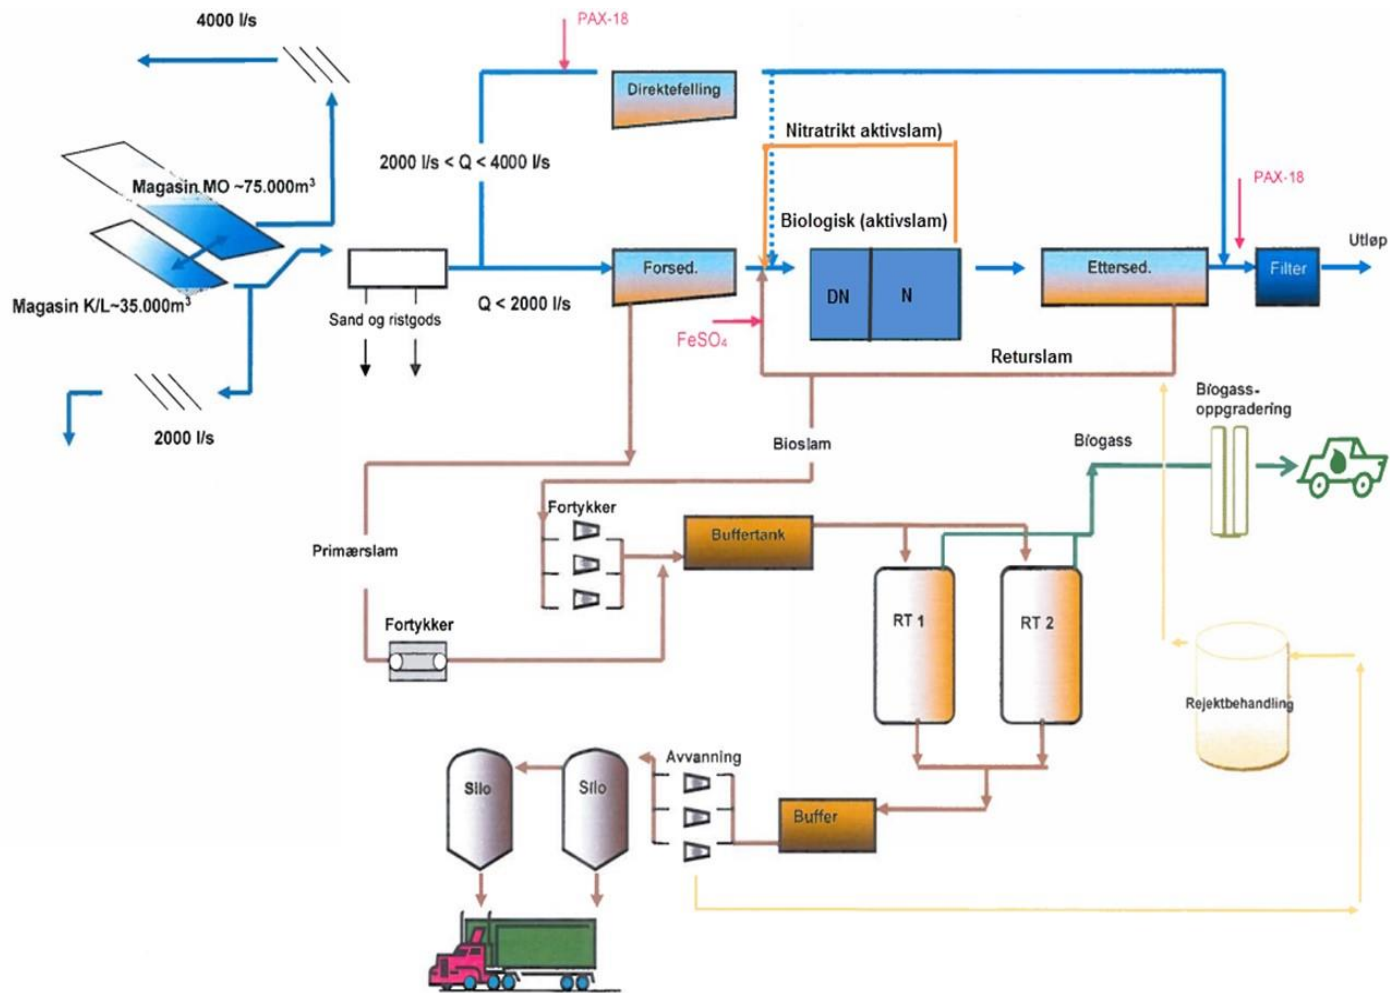 4000 l/s
PAX-18
Direktefelling
Nitratrikt aktivslam)
2000 l/s < Q < 4000 l/s
Magasin MO ~75.000m³
PAX-18
Biologisk (aktivslam)
Utløp
Forsed.
Ettersed.
Filter
DN
N
Magasin K/L~35.000m³
Q < 2000 l/s
Sand og ristgods
FeSO₄
Returslam
Biogass-
oppgradering
2000 l/s
Bioslam
Biogass
Fortykker
Buffertank
Primærslam
Fortykker
RT 1
RT 2
Rejektbehandling
Avvanning
Silo
Silo
Buffer